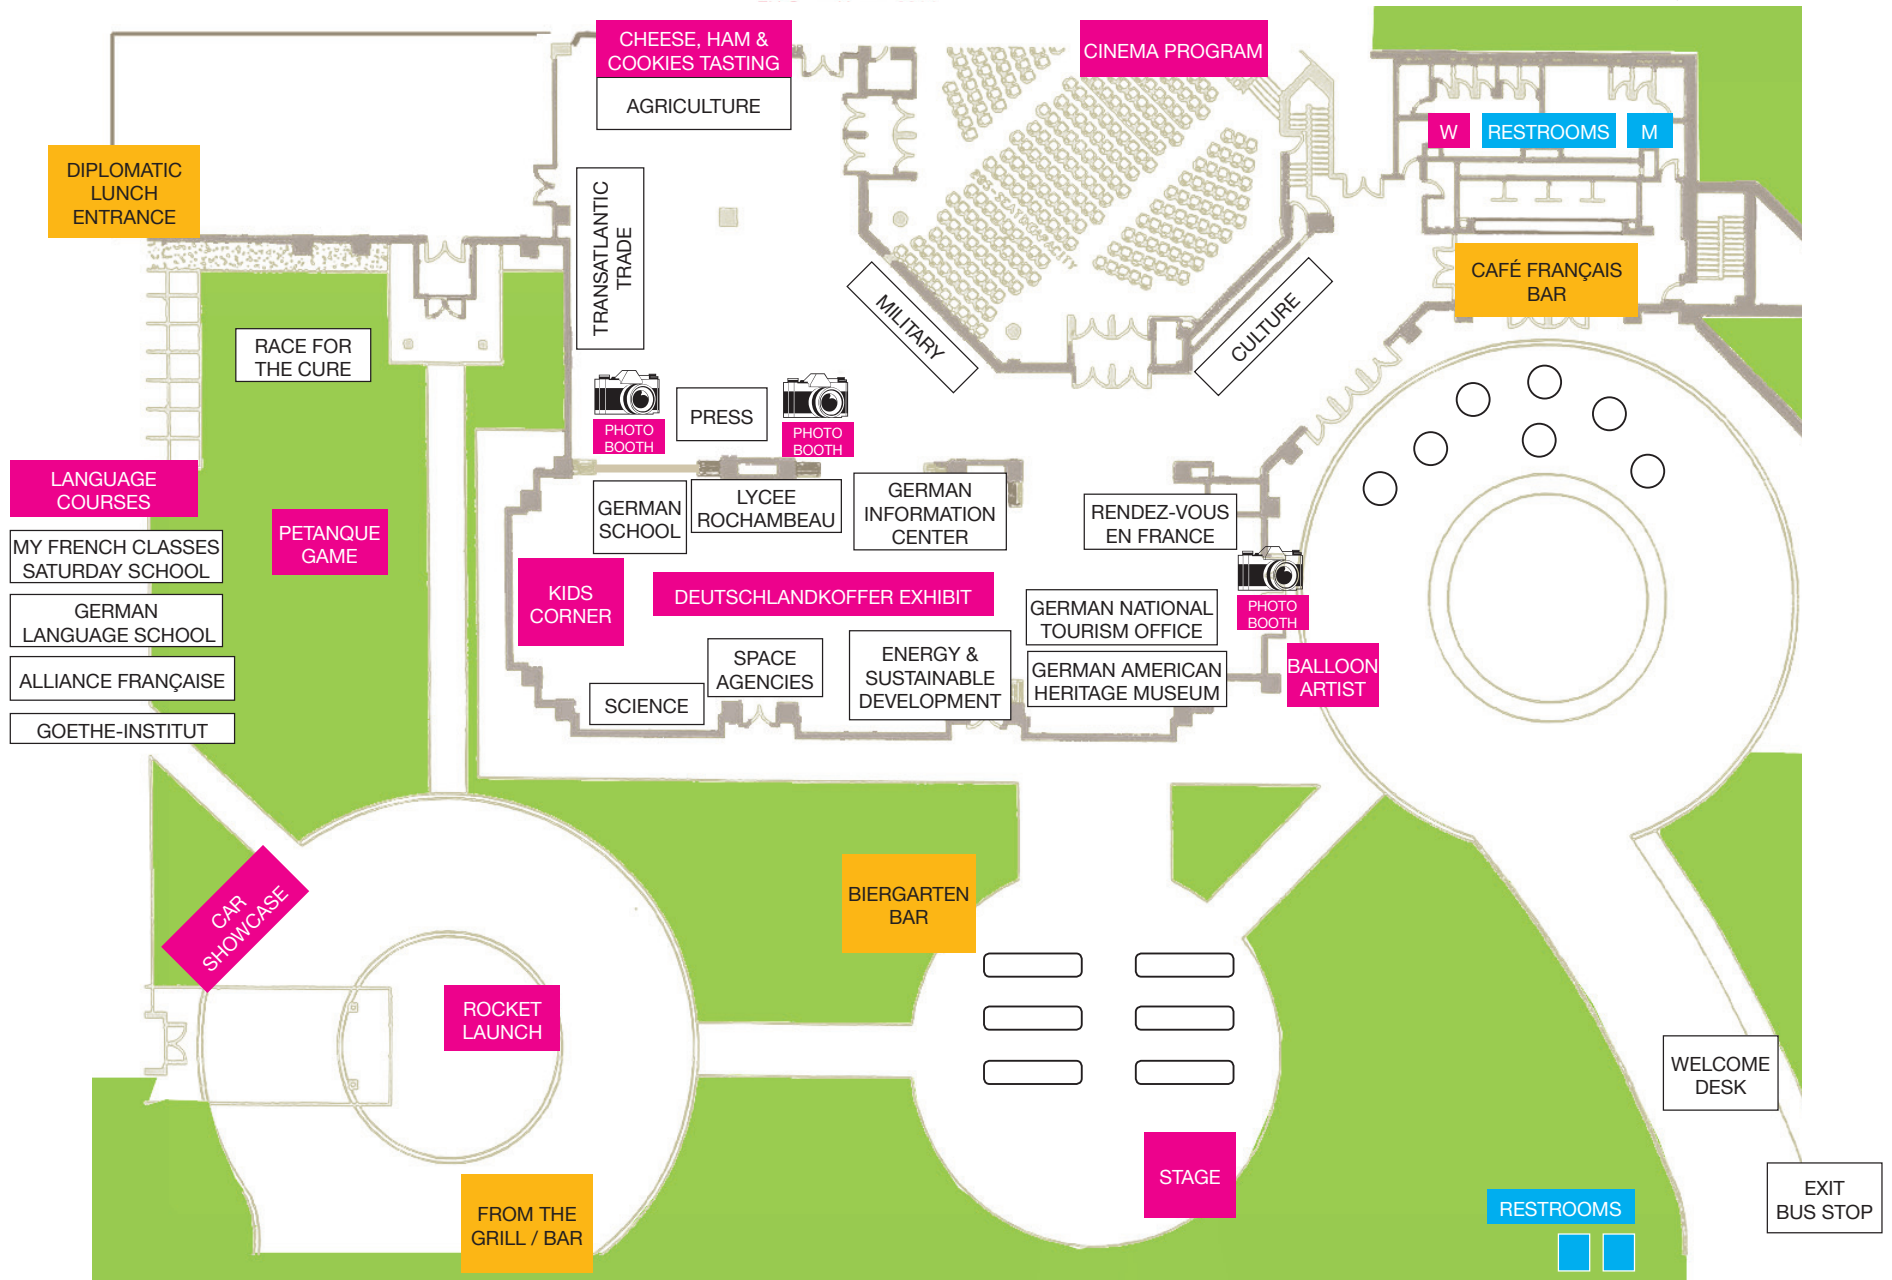 CHEESE, HAM &
COOKIES TASTING
AGRICULTURE
CINEMA PROGRAM
W
RESTROOMS
M
DIPLOMATIC
LUNCH
ENTRANCE
TRANSATLANTIC
TRADE
MILITARY
CULTURE
CAFÉ FRANÇAIS
BAR
RACE FOR
THE CURE
PHOTO
BOOTH
PRESS
PHOTO
BOOTH
LANGUAGE
COURSES
MY FRENCH CLASSES
SATURDAY SCHOOL
GERMAN
LANGUAGE SCHOOL
ALLIANCE FRANÇAISE
GOETHE-INSTITUT
PETANQUE
GAME
GERMAN
SCHOOL
LYCEE
ROCHAMBEAU
GERMAN
INFORMATION
CENTER
RENDEZ-VOUS
EN FRANCE
KIDS
CORNER
DEUTSCHLANDKOFFER EXHIBIT
GERMAN NATIONAL
TOURISM OFFICE
PHOTO
BOOTH
SPACE
AGENCIES
ENERGY &
SUSTAINABLE
DEVELOPMENT
GERMAN AMERICAN
HERITAGE MUSEUM
BALLOON
ARTIST
SCIENCE
CAR
SHOWCASE
BIERGARTEN
BAR
ROCKET
LAUNCH
WELCOME
DESK
STAGE
FROM THE
GRILL / BAR
RESTROOMS
EXIT
BUS STOP